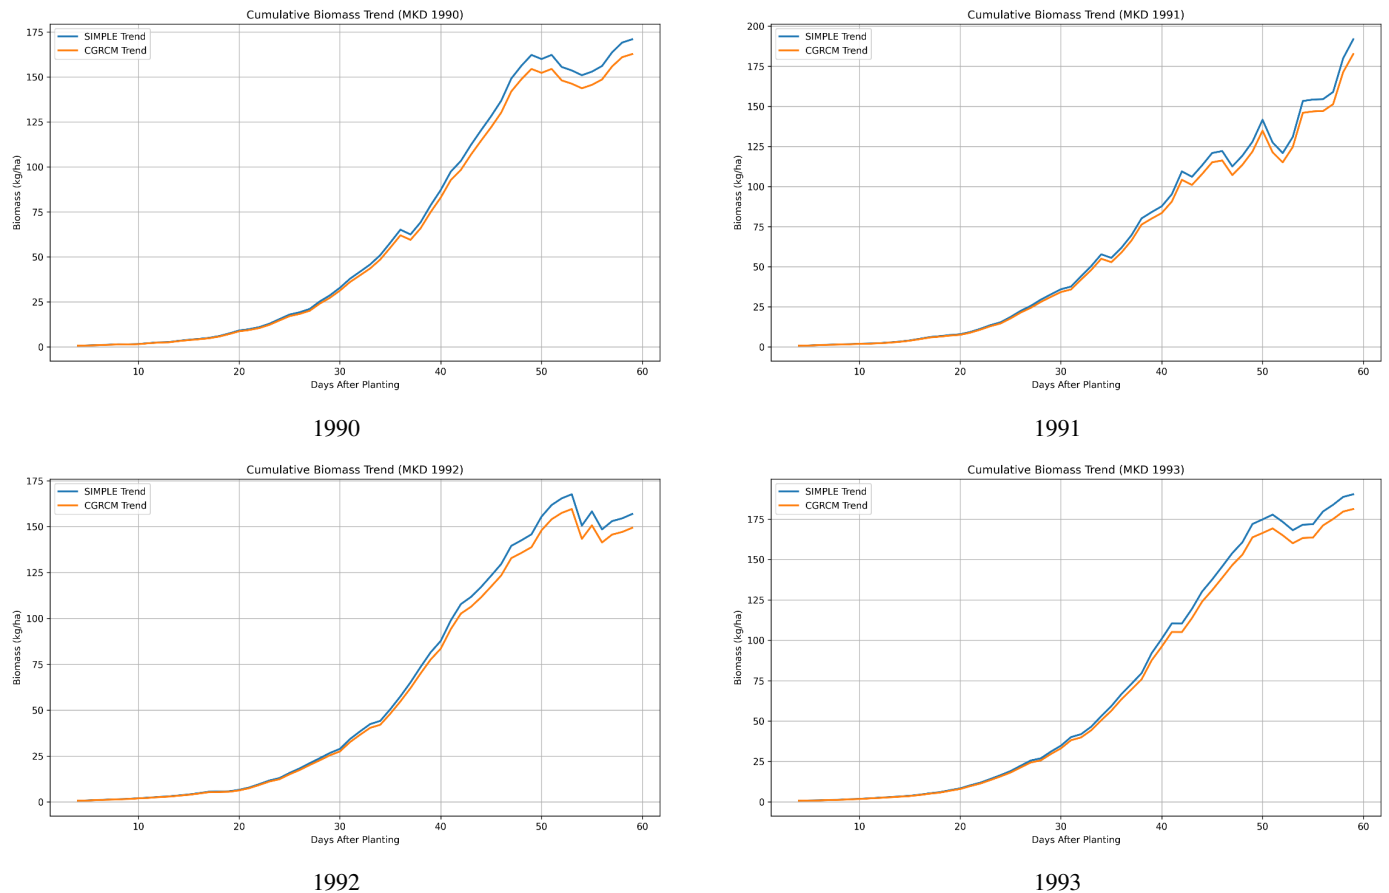 Cumulative Biomass Trend (MKD 1990)
SIMPLE Trend
CGRCM Trend
175
150
125
100
75
50
25
0
Biomass (kg/ha)
10 20 30 40 50 60
Days After Planting
1990
Cumulative Biomass Trend (MKD 1991)
SIMPLE Trend
CGRCM Trend
200
175
150
125
100
75
50
25
0
Biomass (kg/ha)
10 20 30 40 50 60
Days After Planting
1991
Cumulative Biomass Trend (MKD 1992)
SIMPLE Trend
CGRCM Trend
175
150
125
100
75
50
25
0
Biomass (kg/ha)
10 20 30 40 50 60
Days After Planting
1992
Cumulative Biomass Trend (MKD 1993)
SIMPLE Trend
CGRCM Trend
175
150
125
100
75
50
25
0
Biomass (kg/ha)
10 20 30 40 50 60
Days After Planting
1993